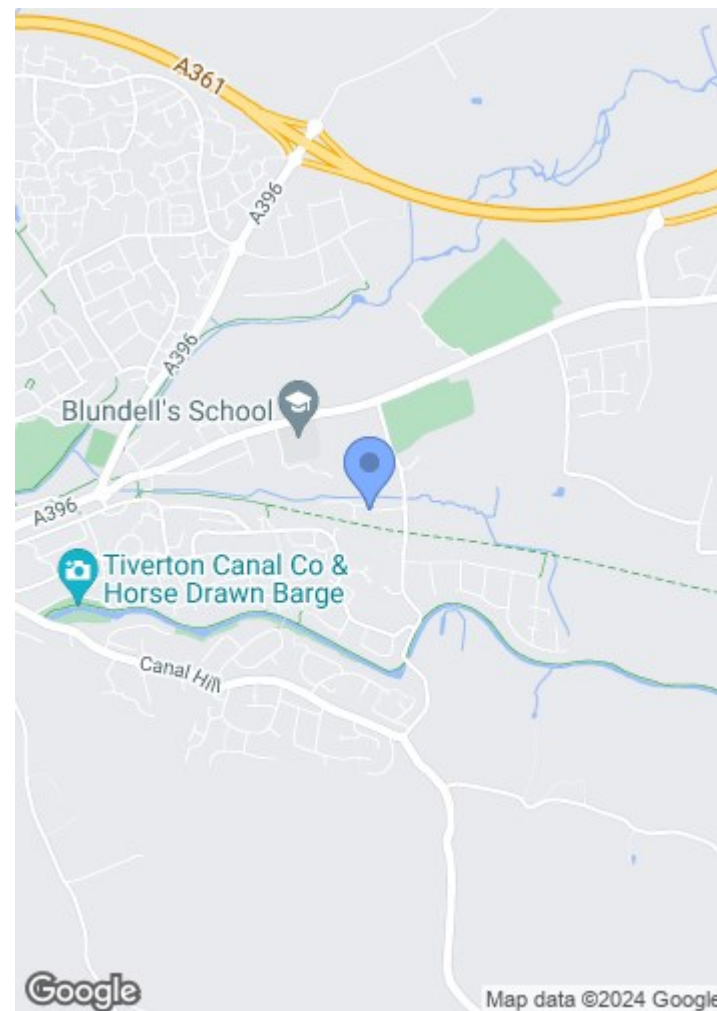 A361
A396
A396
Blundell's School
A396
Tiverton Canal Co &
Horse Drawn Barge
Canal Hill
Google
Map data ©2024 Google